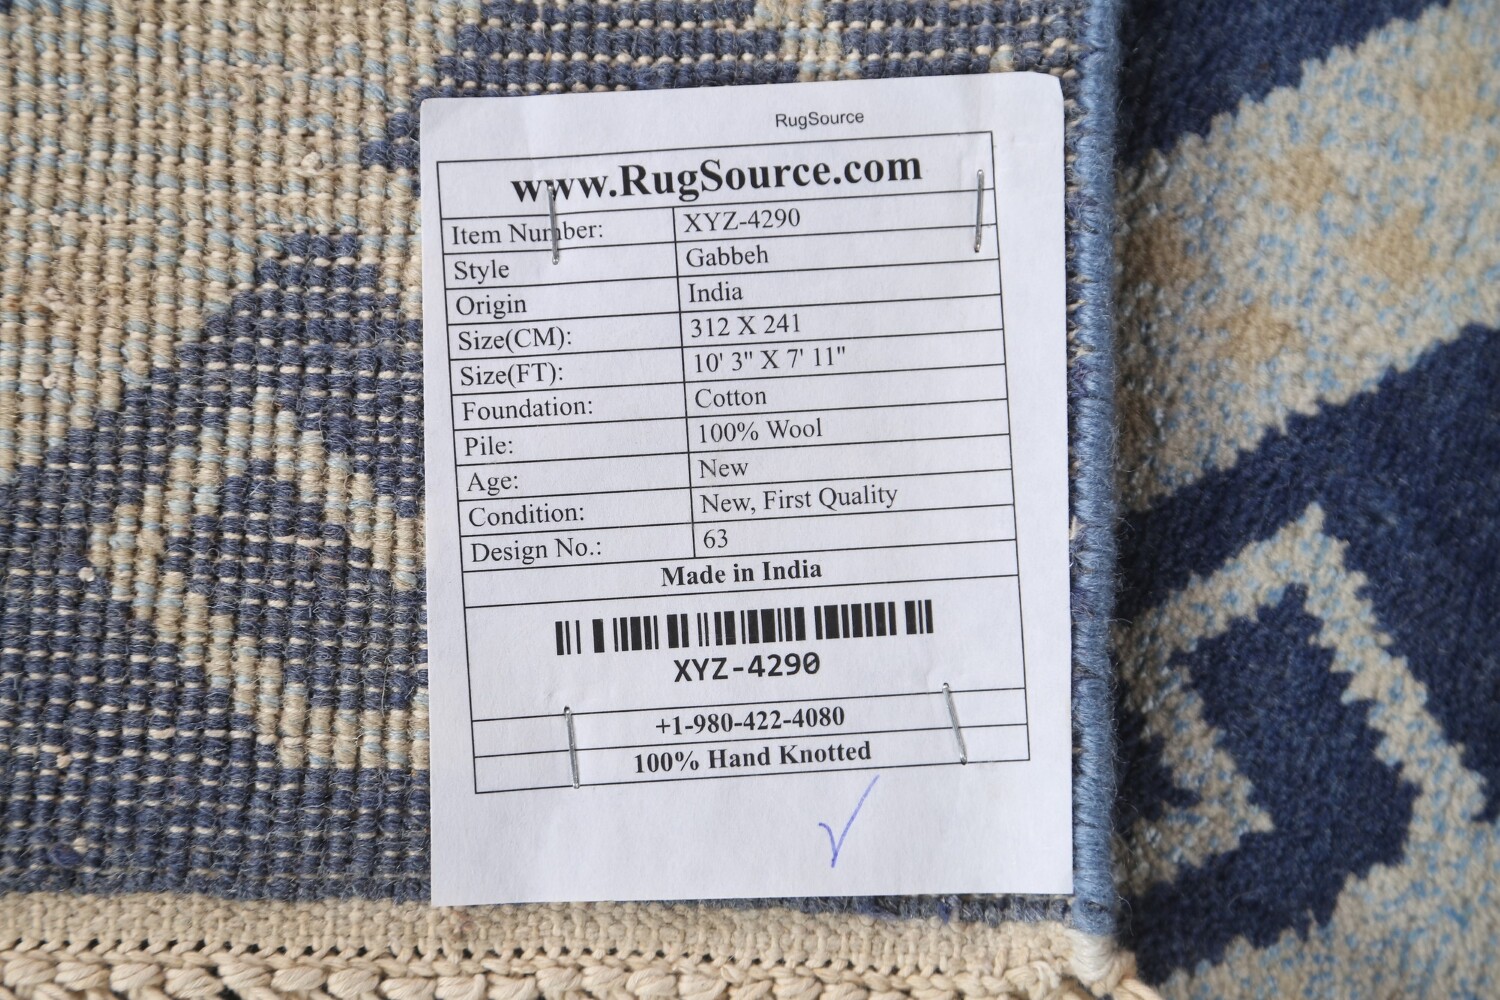 RugSource
www.RugSource.com
Item Number: XYZ-4290
Style Gabbeh
Origin India
Size(CM): 312 X 241
Size(FT): 10' 3" X 7' 11"
Foundation: Cotton
Pile: 100% Wool
Age: New
Condition: New, First Quality
Design No.: 63
Made in India
XYZ-4290
+1-980-422-4080
100% Hand Knotted